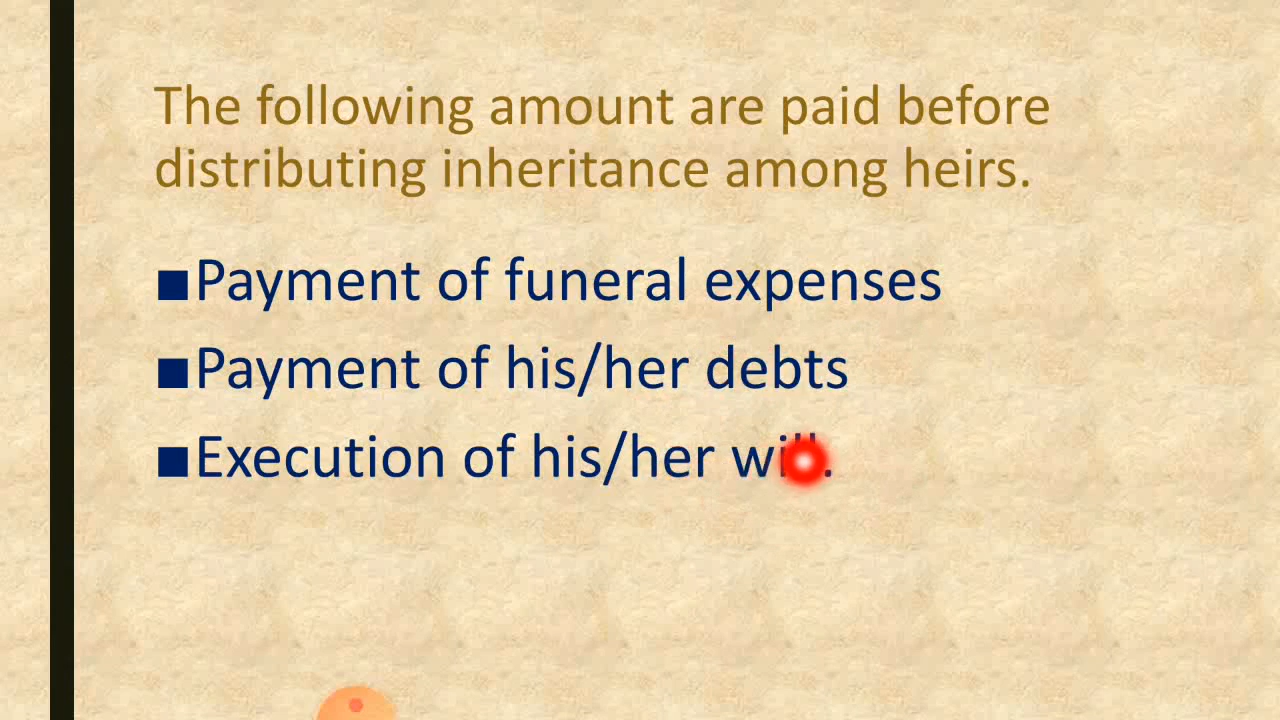 The following amount are paid before
distributing inheritance among heirs.
■Payment of funeral expenses
■Payment of his/her debts
■Execution of his/her will.